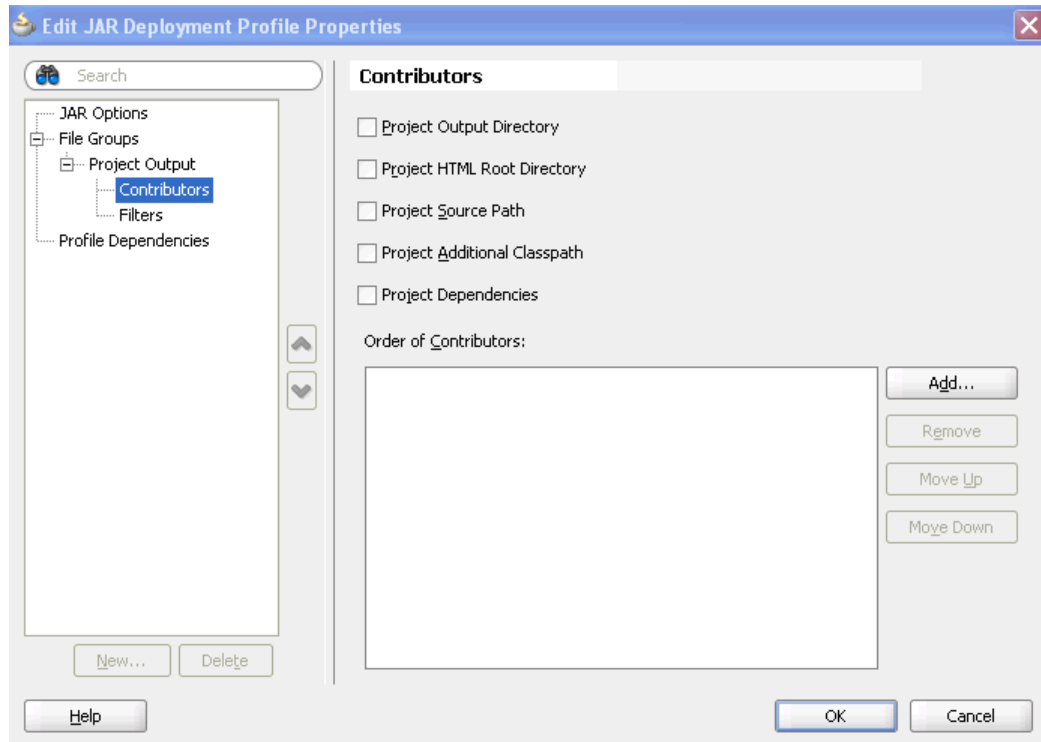 Edit JAR Deployment Profile Properties
Search
JAR Options
File Groups
Project Output
Contributors
Filters
Profile Dependencies
New...
Delete
Contributors
Project Output Directory
Project HTML Root Directory
Project Source Path
Project Additional Classpath
Project Dependencies
Order of Contributors:
Add...
Remove
Move Up
Move Down
Help
OK
Cancel